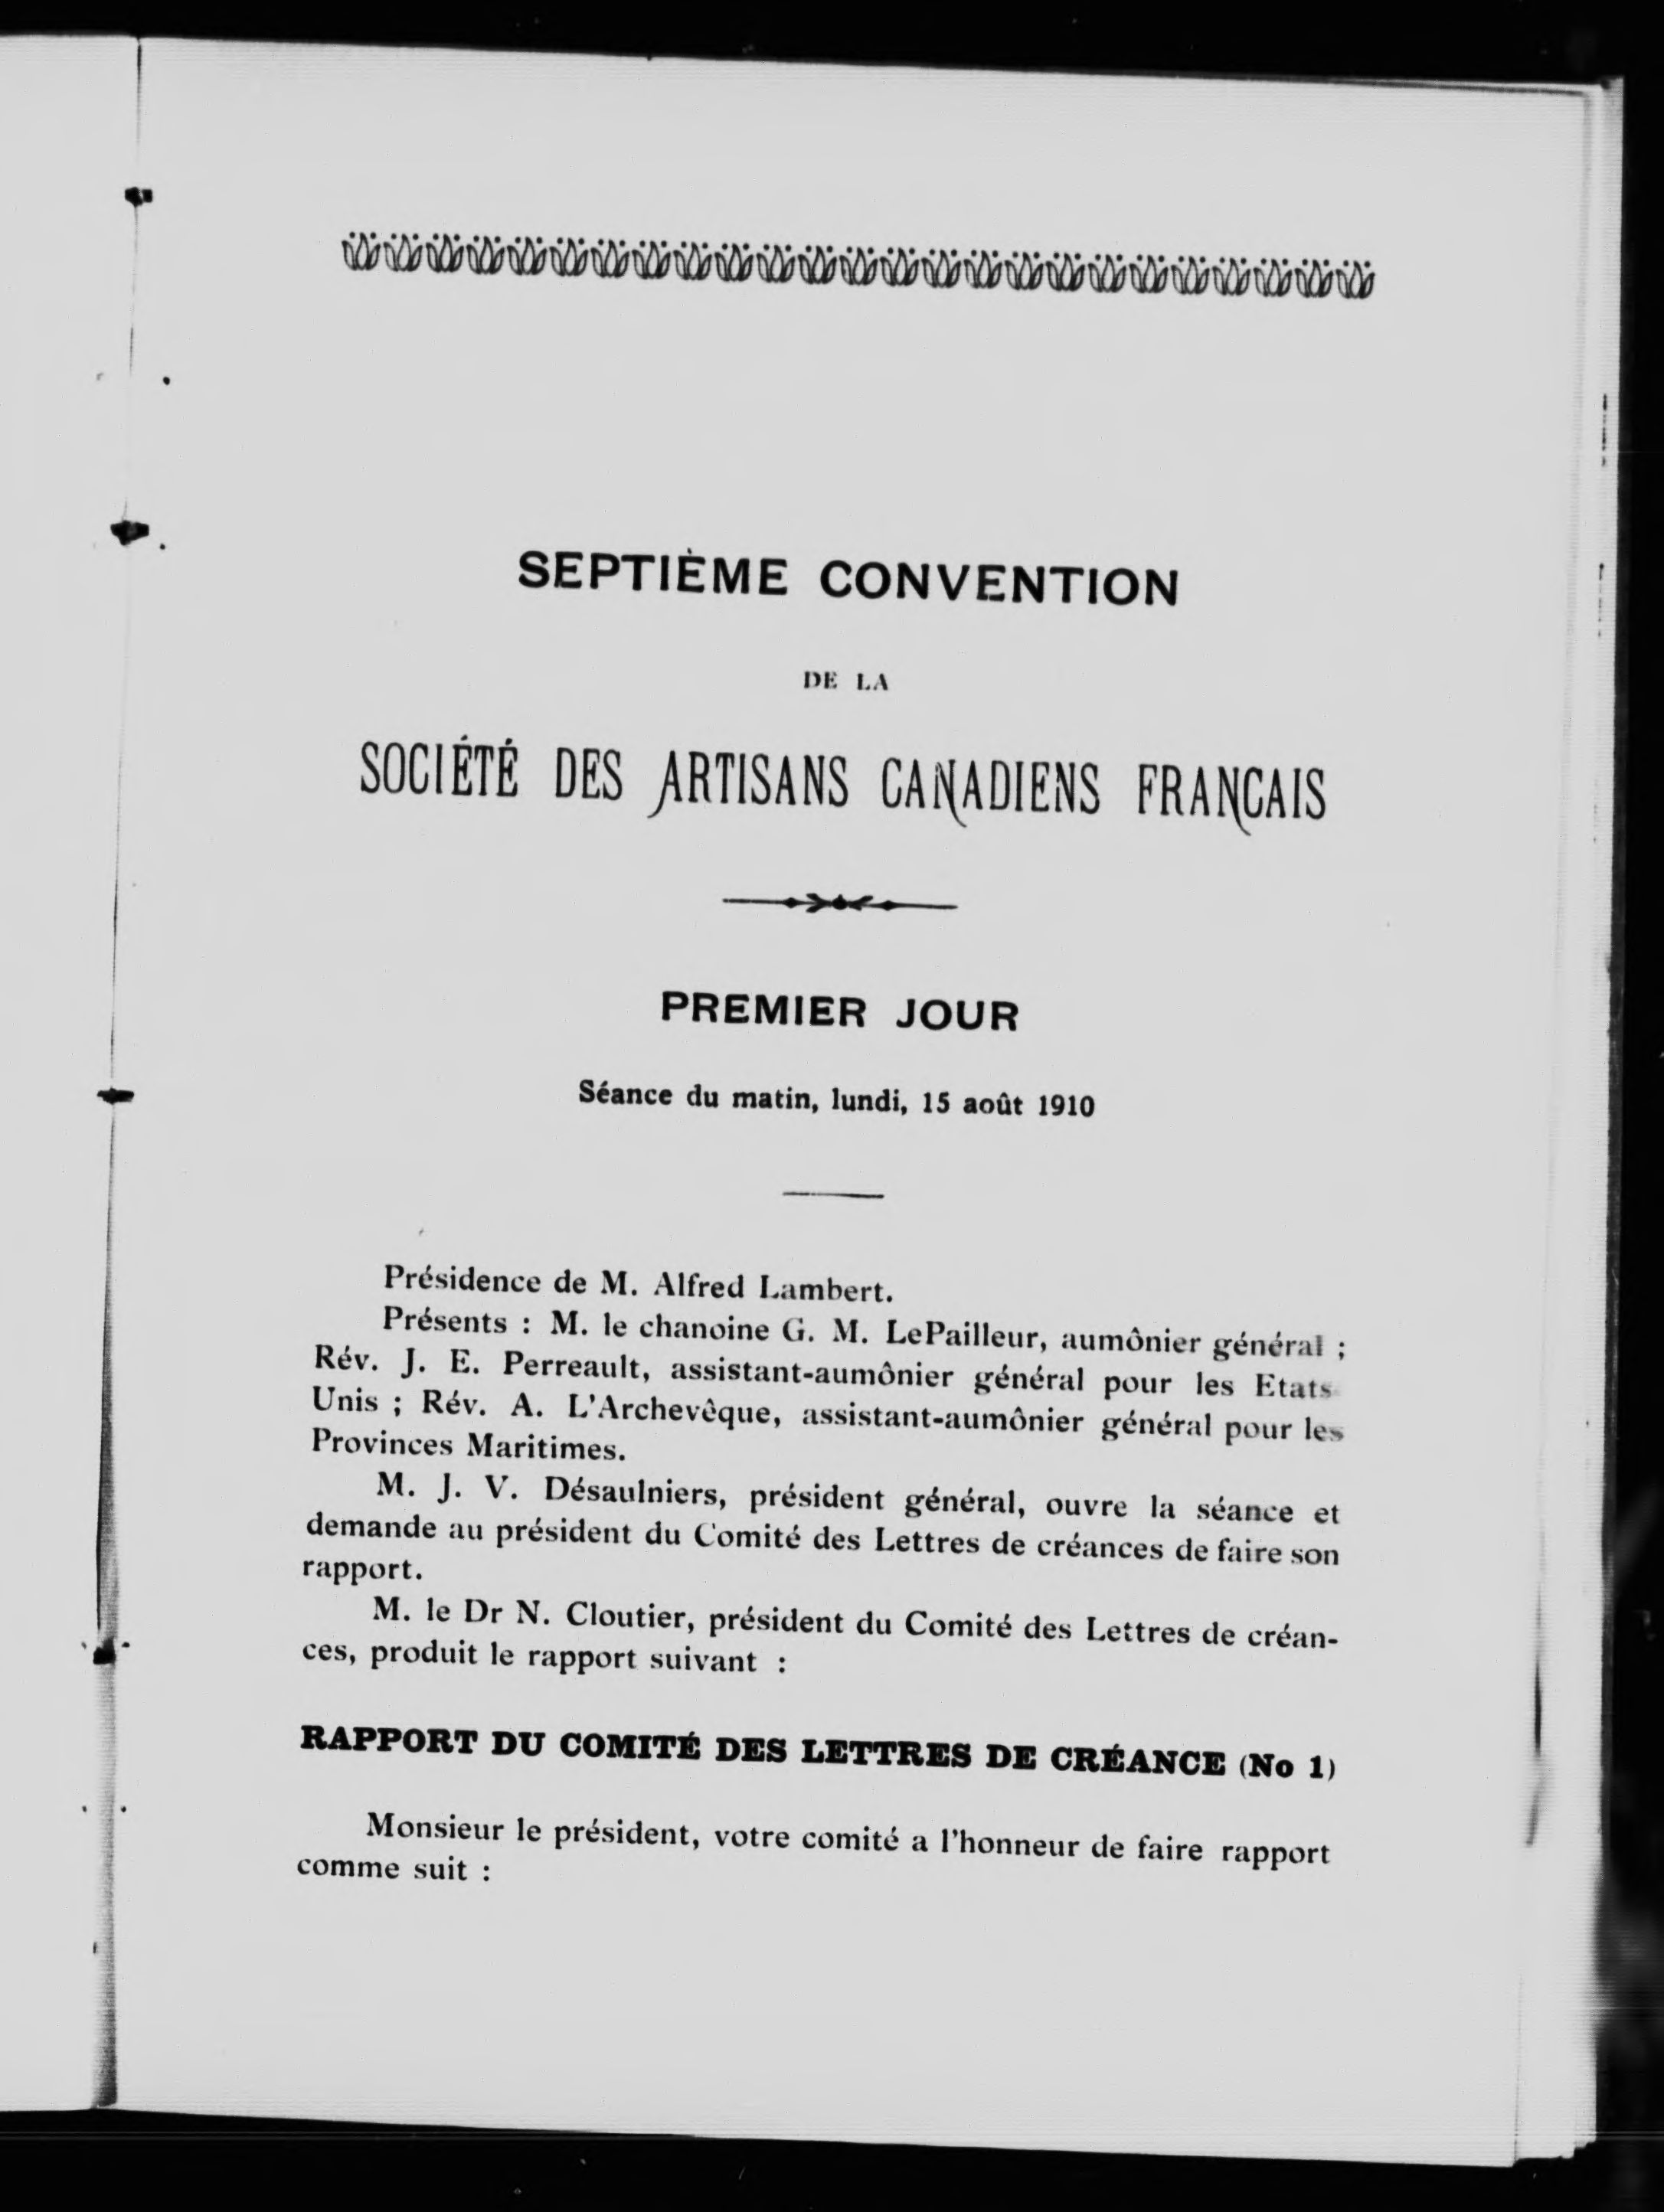 SEPTIÈME CONVENTION
DE LA
SOCIÉTÉ DES ARTISANS CANADIENS FRANCAIS
PREMIER JOUR
Séance du matin, lundi, 15 août 1910
Présidence de M. Alfred Lambert.
Présents : M. le chanoine G. M. LePailleur, aumônier général ;
Rév. J. E. Perreault, assistant-aumônier général pour les Etats
Unis ; Rév. A. L'Archevêque, assistant-aumônier général pour les
Provinces Maritimes.
M. J. V. Désaulniers, président général, ouvre la séance et
demande au président du Comité des Lettres de créances de faire son
rapport.
M. le Dr N. Cloutier, président du Comité des Lettres de créan-
ces, produit le rapport suivant :
RAPPORT DU COMITÉ DES LETTRES DE CRÉANCE (No 1)
Monsieur le président, votre comité a l'honneur de faire rapport
comme suit :